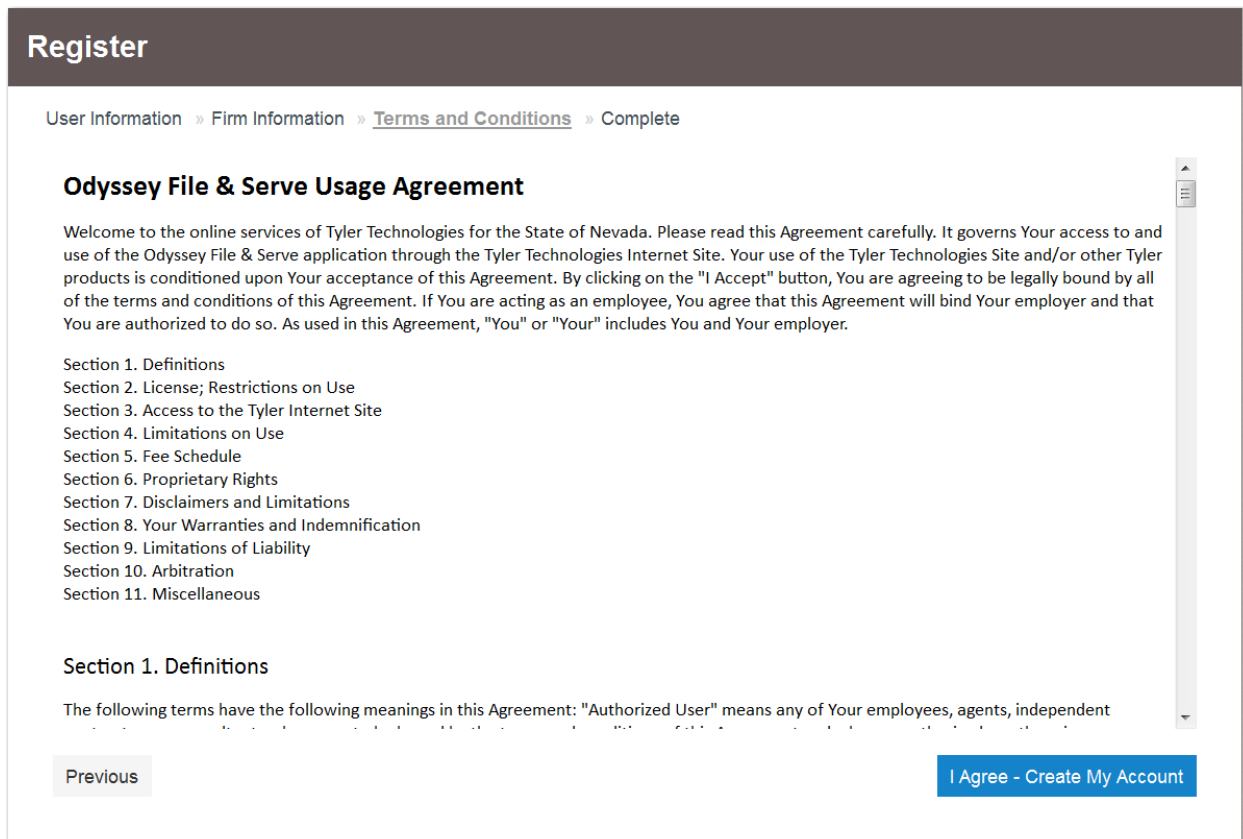 Register
User Information » Firm Information » Terms and Conditions » Complete
Odyssey File & Serve Usage Agreement
Welcome to the online services of Tyler Technologies for the State of Nevada. Please read this Agreement carefully. It governs Your access to and
use of the Odyssey File & Serve application through the Tyler Technologies Internet Site. Your use of the Tyler Technologies Site and/or other Tyler
products is conditioned upon Your acceptance of this Agreement. By clicking on the "I Accept" button, You are agreeing to be legally bound by all
of the terms and conditions of this Agreement. If You are acting as an employee, You agree that this Agreement will bind Your employer and that
You are authorized to do so. As used in this Agreement, "You" or "Your" includes You and Your employer.
Section 1. Definitions
Section 2. License; Restrictions on Use
Section 3. Access to the Tyler Internet Site
Section 4. Limitations on Use
Section 5. Fee Schedule
Section 6. Proprietary Rights
Section 7. Disclaimers and Limitations
Section 8. Your Warranties and Indemnification
Section 9. Limitations of Liability
Section 10. Arbitration
Section 11. Miscellaneous
Section 1. Definitions
The following terms have the following meanings in this Agreement: "Authorized User" means any of Your employees, agents, independent
Previous
I Agree - Create My Account